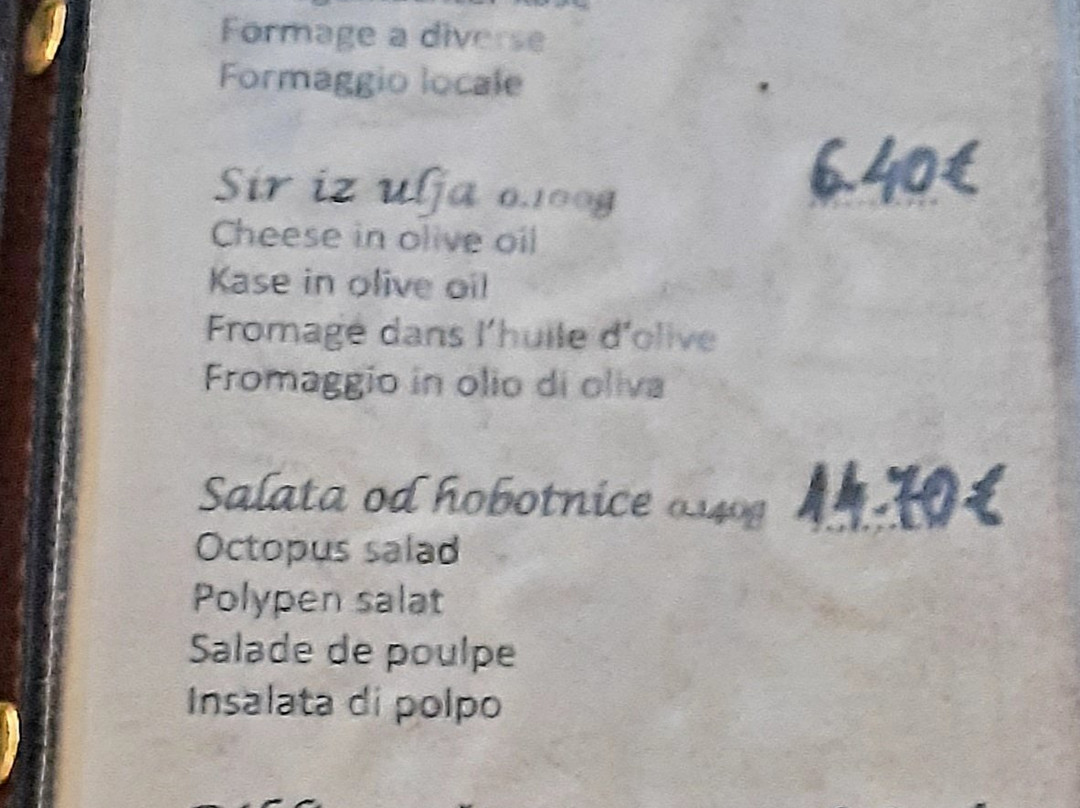 Formage a diverse
Formaggio locale
Sir iz ulja 0.100g 6.40€
Cheese in olive oil
Kase in olive oil
Fromage dans l'huile d'olive
Fromaggio in olio di oliva
Salata od hobotnice 0.140g 14.70€
Octopus salad
Polypen salat
Salade de poulpe
Insalata di polpo